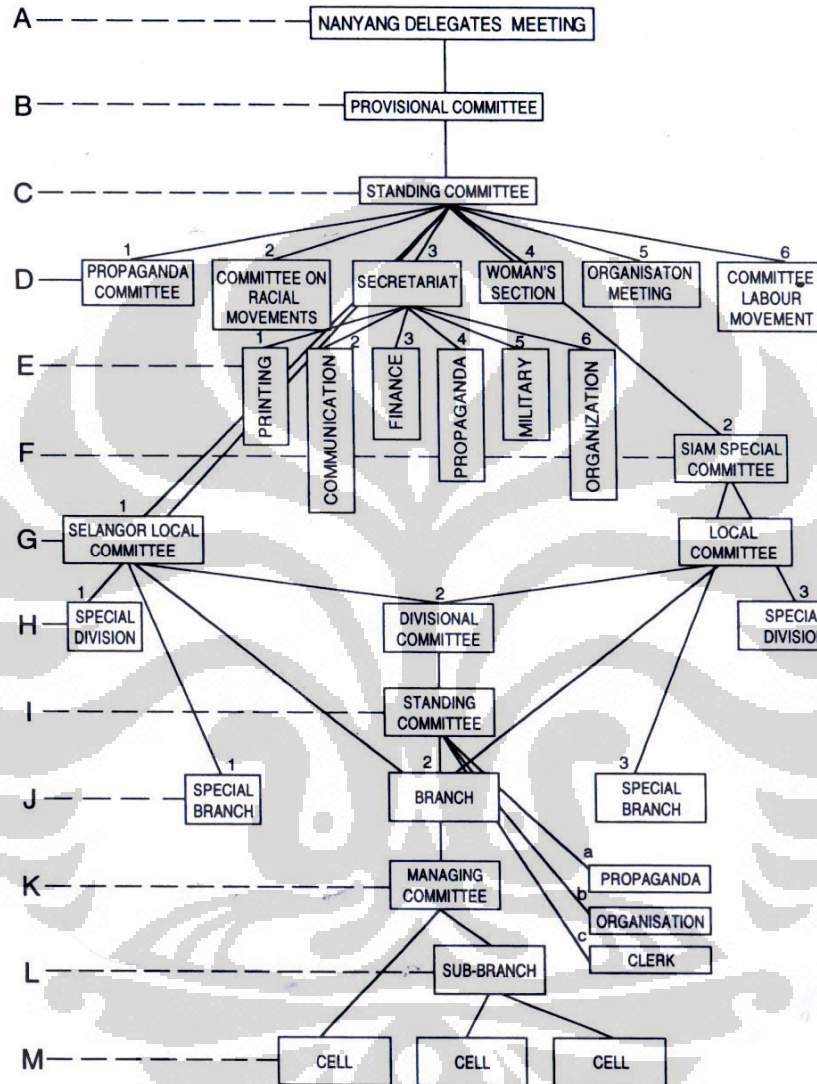 A
NANYANG DELEGATES MEETING
B
PROVISIONAL COMMITTEE
C
STANDING COMMITTEE
1
2
3
4
5
6
D
PROPAGANDA
COMMITTEE
COMMITTEE ON
RACIAL
MOVEMENTS
SECRETARIAT
WOMAN'S
SECTION
ORGANISATON
MEETING
COMMITTEE
LABOUR
MOVEMENT
1
2
3
4
5
6
E
PRINTING
COMMUNICATION
FINANCE
PROPAGANDA
MILITARY
ORGANIZATION
2
F
SIAM SPECIAL
COMMITTEE
1
G
SELANGOR LOCAL
COMMITTEE
LOCAL
COMMITTEE
1
2
3
H
SPECIAL
DIVISION
DIVISIONAL
COMMITTEE
SPECIA
DIVISION
I
STANDING
COMMITTEE
1
2
3
J
SPECIAL
BRANCH
BRANCH
SPECIAL
BRANCH
K
MANAGING
COMMITTEE
a
PROPAGANDA
b
ORGANISATION
c
CLERK
L
SUB-BRANCH
M
CELL
CELL
CELL